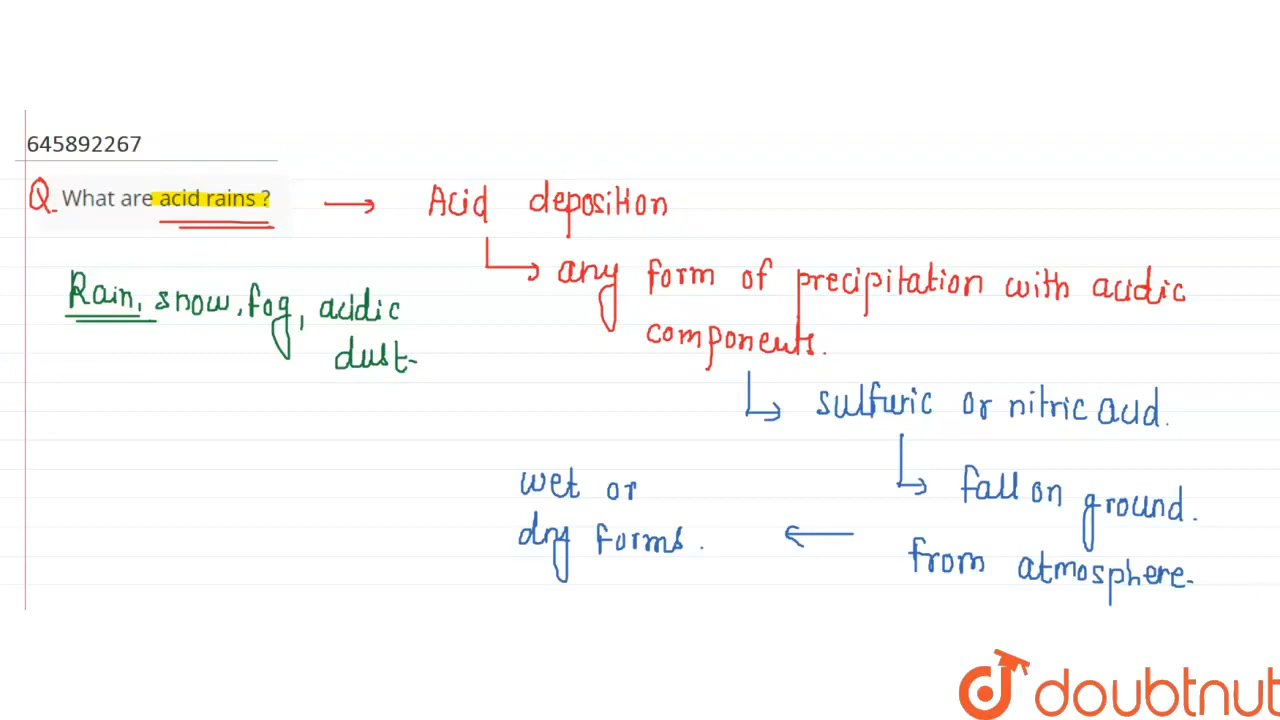 645892267
Q. What are acid rains ? → Acid deposition
any form of precipitation with acidic
components.
Rain, snow, fog, acidic
dust
sulfuric or nitric acid.
fall on ground.
from atmosphere
wet or
dry forms.
doubtnut